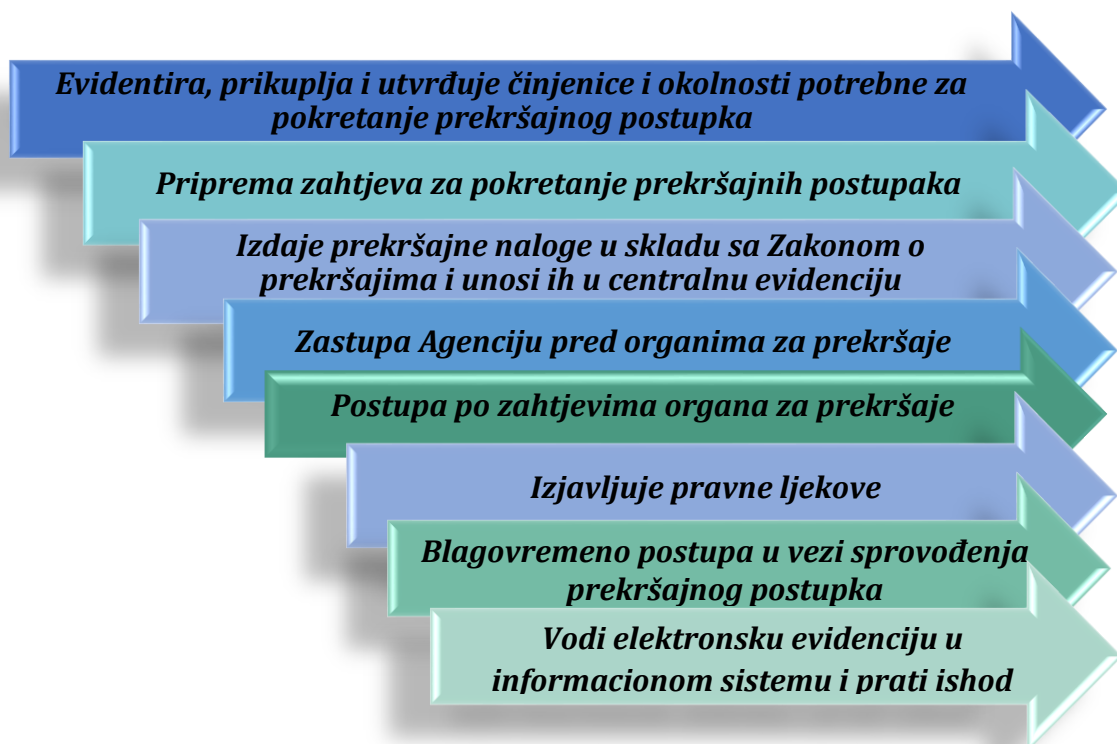 Evidentira, prikuplja i utvrđuje činjenice i okolnosti potrebne za
pokretanje prekršajnog postupka
Priprema zahtjeva za pokretanje prekršajnih postupaka
Izdaje prekršajne naloge u skladu sa Zakonom o
prekršajima i unosi ih u centralnu evidenciju
Zastupa Agenciju pred organima za prekršaje
Postupa po zahtjevima organa za prekršaje
Izjavljuje pravne ljekove
Blagovremeno postupa u vezi sprovođenja
prekršajnog postupka
Vodi elektronsku evidenciju u
informacionom sistemu i prati ishod